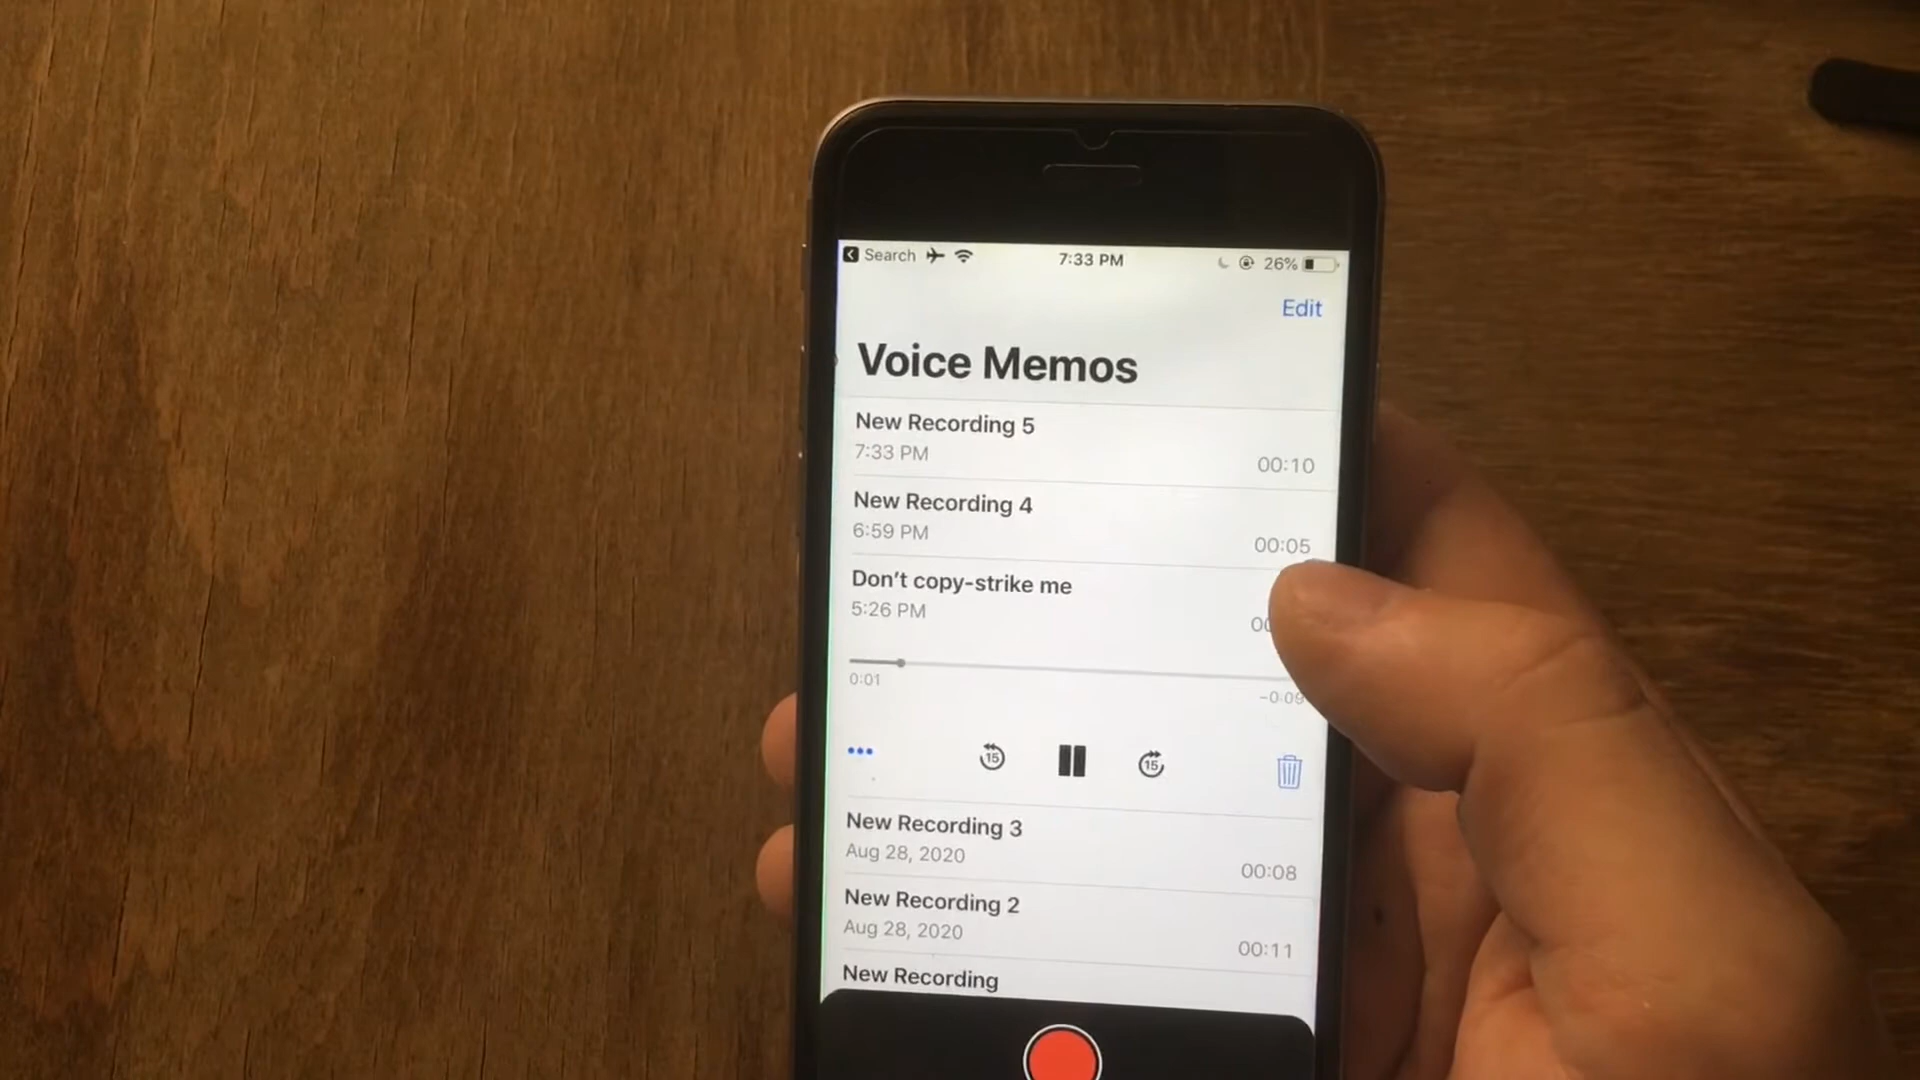 Search 7:33 PM 26%
Edit
Voice Memos
New Recording 5
7:33 PM
00:10
New Recording 4
6:59 PM
00:05
Don't copy-strike me
5:26 PM
0:01
-0:09
15 15
New Recording 3
Aug 28, 2020
00:08
New Recording 2
Aug 28, 2020
00:11
New Recording